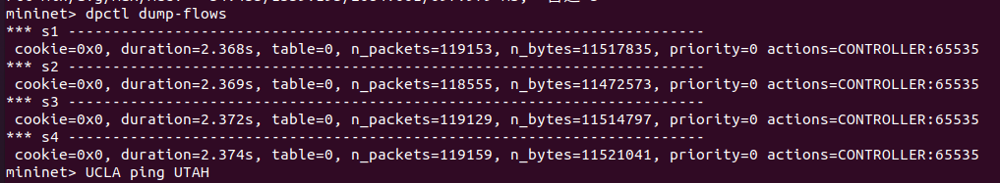 mininet> dpctl dump-flows
*** s1 ------------------------------------------------------------------------
 cookie=0x0, duration=2.368s, table=0, n_packets=119153, n_bytes=11517835, priority=0 actions=CONTROLLER:65535
*** s2 ------------------------------------------------------------------------
 cookie=0x0, duration=2.369s, table=0, n_packets=118555, n_bytes=11472573, priority=0 actions=CONTROLLER:65535
*** s3 ------------------------------------------------------------------------
 cookie=0x0, duration=2.372s, table=0, n_packets=119129, n_bytes=11514797, priority=0 actions=CONTROLLER:65535
*** s4 ------------------------------------------------------------------------
 cookie=0x0, duration=2.374s, table=0, n_packets=119159, n_bytes=11521041, priority=0 actions=CONTROLLER:65535
mininet> UCLA ping UTAH